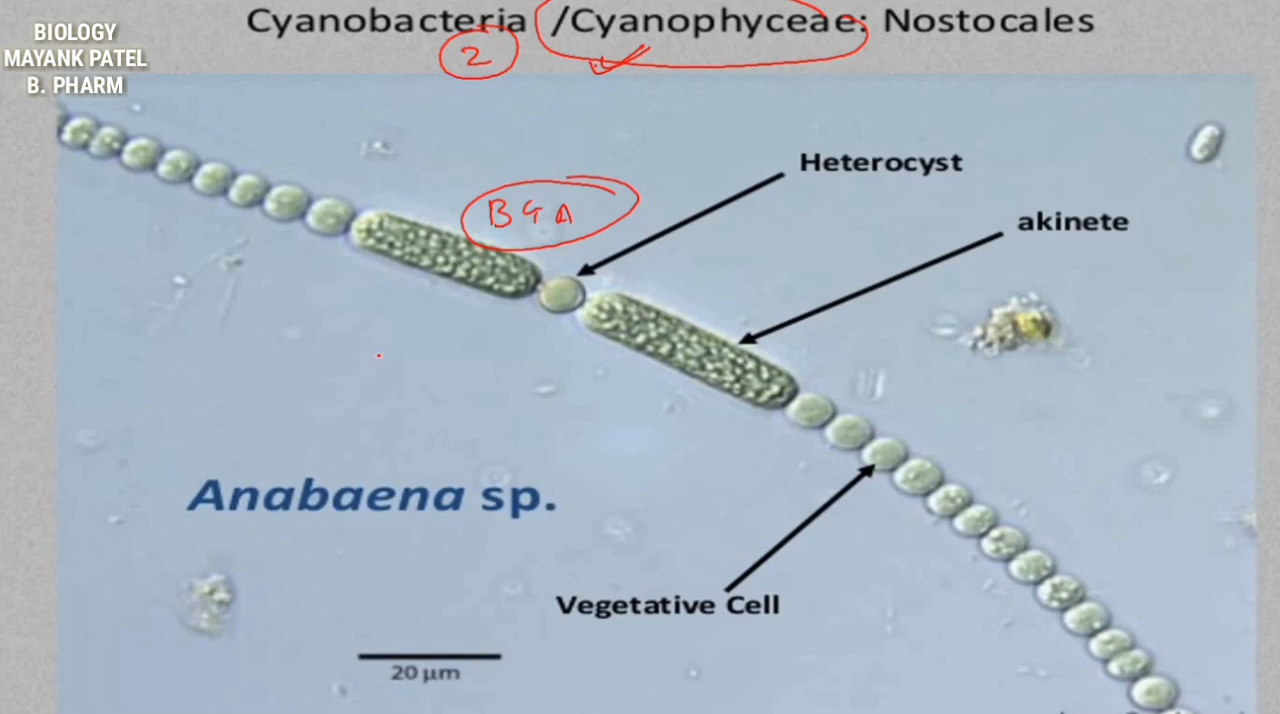 Cyanobacteria /Cyanophyceae: Nostocales
BIOLOGY
MAYANK PATEL
B. PHARM
2
Heterocyst
BGA
akinete
Anabaena sp.
Vegetative Cell
20 µm